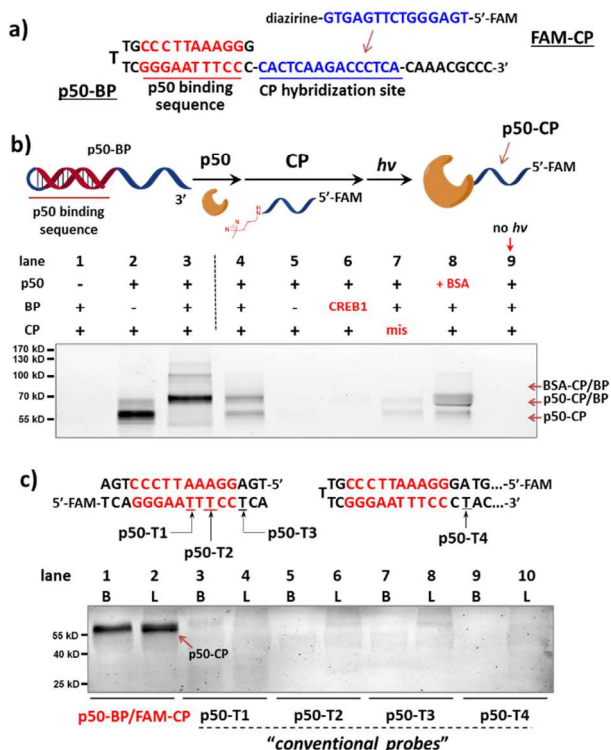 a)
diazirine-GTGAGTTCTGGGAGT-5'-FAM
FAM-CP
TGCCCTTAAAGGG
T
TCGGGAATTTCCC-CACTCAAGACCCTCA-CAAACGCCC-3'
p50-BP
p50 binding sequence
CP hybridization site
b)
p50-BP
p50
CP
hv
p50-CP
5'-FAM
3'
5'-FAM
p50 binding sequence
H
N
N=N
no hv
lane 1 2 3 4 5 6 7 8 9
p50 - + + + + + + + BSA +
BP + - + + - CREB1 + + +
CP + + + + + + mis + +
170 kD
130 kD
100 kD
70 kD
55 kD
BSA-CP/BP
p50-CP/BP
p50-CP
c)
AGTCCCTTAAAGGAGT-5'
5'-FAM-TCAGGGAATTTCCTCA
p50-T1
p50-T2
p50-T3
TGCCCTTAAAGGGATG...-5'-FAM
T
TCGGGAATTTCCCTAC...-3'
p50-T4
lane 1 2 3 4 5 6 7 8 9 10
B L B L B L B L B L
55 kD
40 kD
25 kD
p50-CP
p50-BP/FAM-CP p50-T1 p50-T2 p50-T3 p50-T4
"conventional probes"